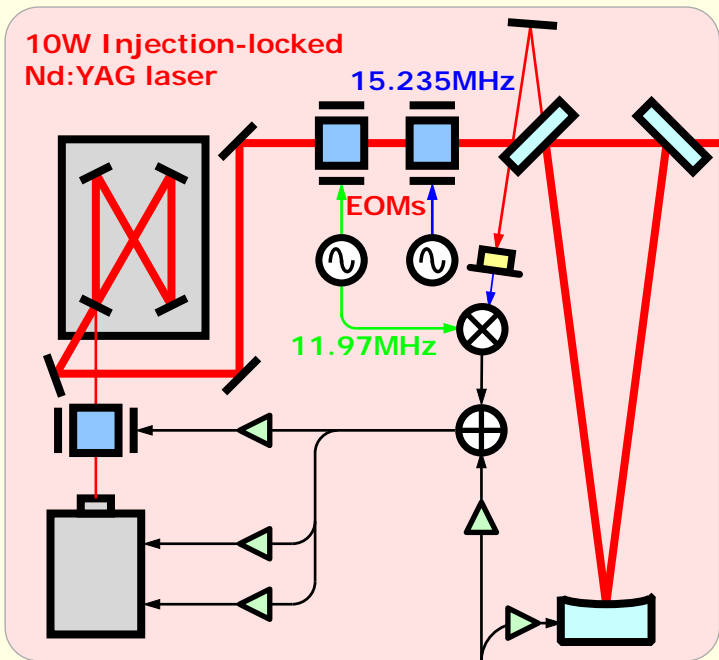 10W Injection-locked
Nd:YAG laser
15.235MHz
EOMs
11.97MHz